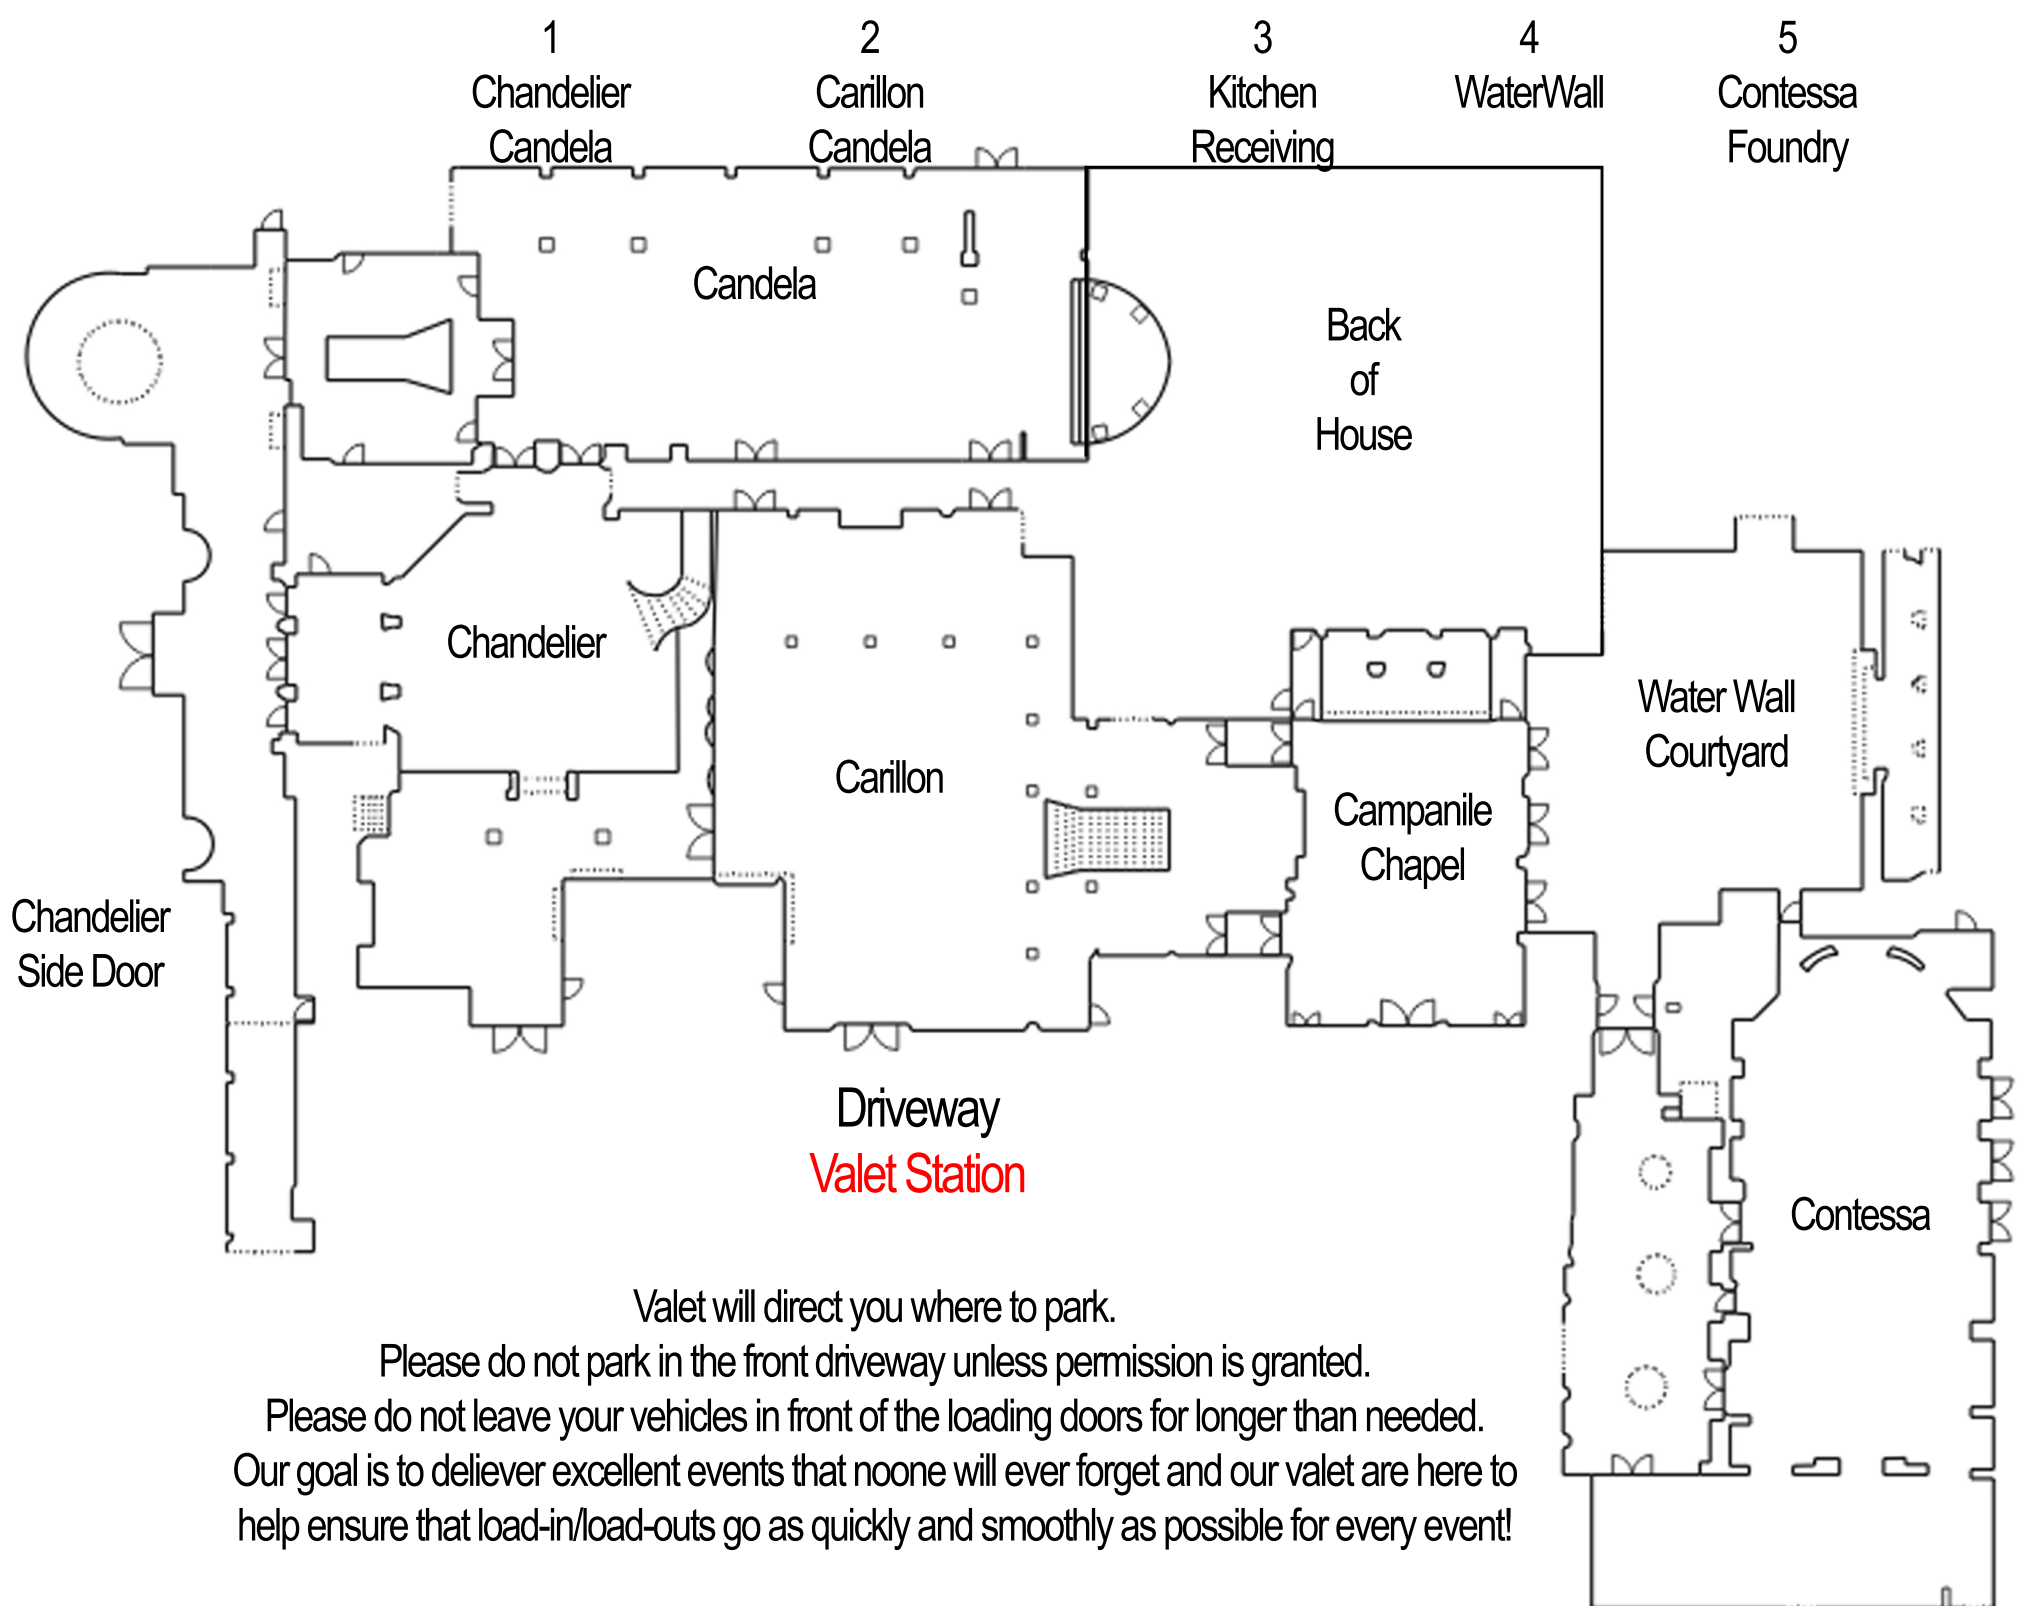 1
Chandelier
Candela
2
Carillon
Candela
3
Kitchen
Receiving
4
WaterWall
5
Contessa
Foundry
Candela
Back
of
House
Chandelier
Water Wall
Courtyard
Carillon
Campanile
Chapel
Chandelier
Side Door
Driveway
Valet Station
Contessa
Valet will direct you where to park.
Please do not park in the front driveway unless permission is granted.
Please do not leave your vehicles in front of the loading doors for longer than needed.
Our goal is to deliever excellent events that noone will ever forget and our valet are here to
help ensure that load-in/load-outs go as quickly and smoothly as possible for every event!